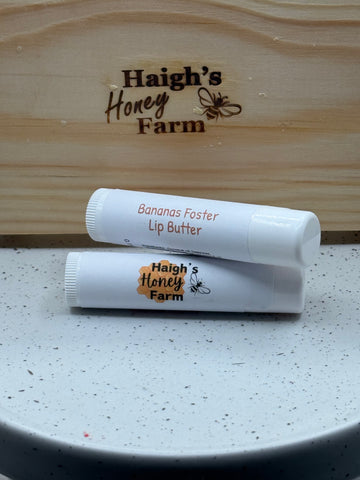 Haigh's
Honey
Farm
Bananas Foster
Lip Butter
Haigh's
Honey
Farm